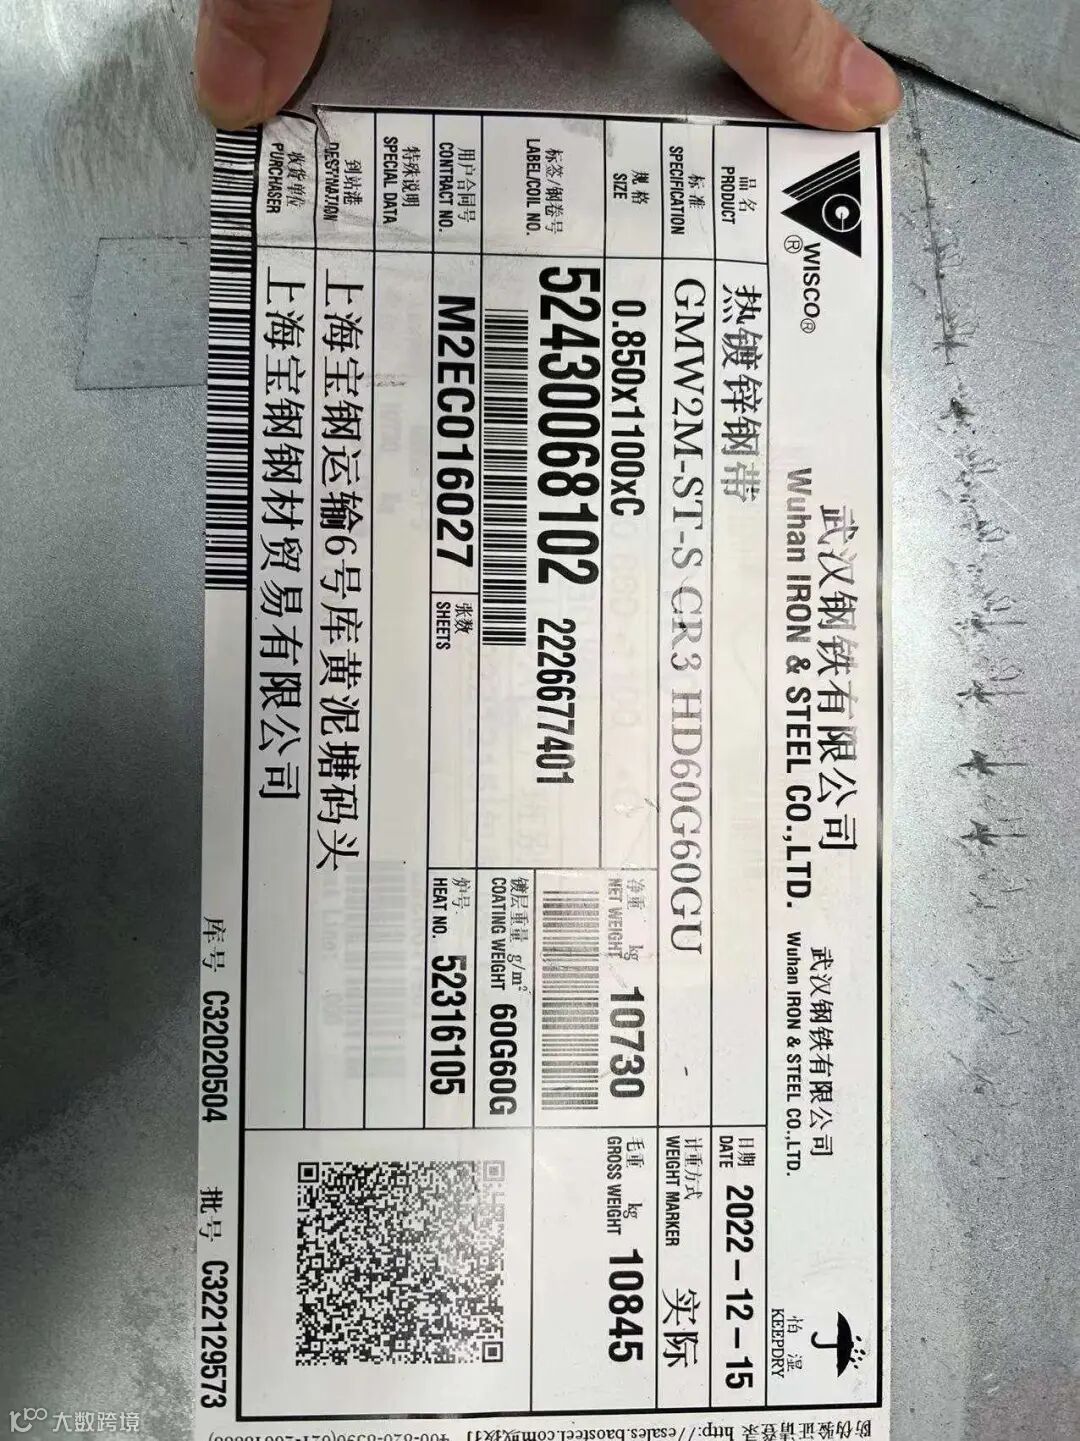 WISCO®
®
武汉钢铁有限公司
Wuhan IRON & STEEL CO.,LTD.
武汉钢铁有限公司
Wuhan IRON & STEEL CO.,LTD.
怕 湿
KEEPDRY
品 名
PRODUCT
热镀锌钢带
日期
DATE
2022-12-15
标 准
SPECIFICATION
GMW2M-ST-S CR3 HD60G60GU
-
计重方式
WEIGHT MARKER
实际
规 格
SIZE
0.850x1100xC
净重 kg
NET WEIGHT
10730
毛重 kg
GROSS WEIGHT
10845
标签/钢卷号
LABEL/COIL NO.
52430068102 2226677401
镀层重量 g/m²
COATING WEIGHT
60G60G
用户合同号
CONTRACT NO.
M2EC016027
张数
SHEETS
炉号
HEAT NO.
52316105
特殊说明
SPECIAL DATA
到站港
DESTINATION
上海宝钢运输6号库黄泥塘码头
收货单位
PURCHASER
上海宝钢钢材贸易有限公司
库号 C32020504 批号 C322129573
大数跨境